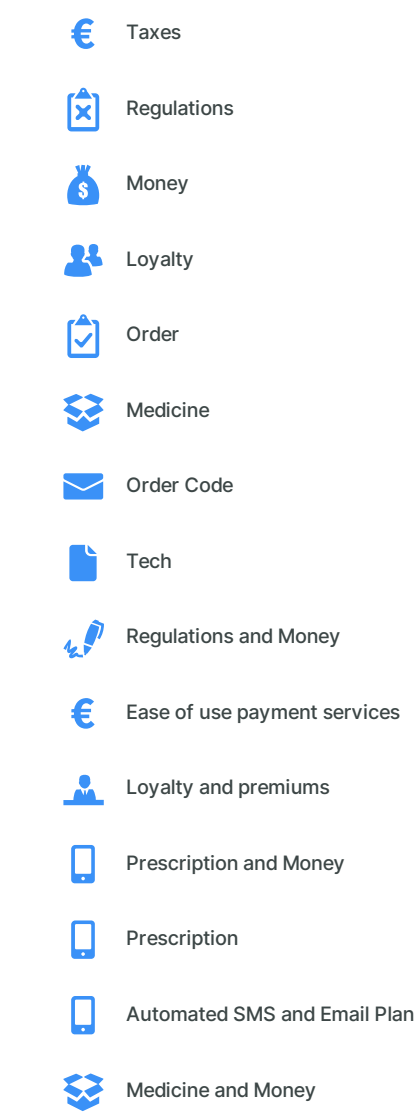 Taxes
Regulations
Money
Loyalty
Order
Medicine
Order Code
Tech
Regulations and Money
Ease of use payment services
Loyalty and premiums
Prescription and Money
Prescription
Automated SMS and Email Plan
Medicine and Money